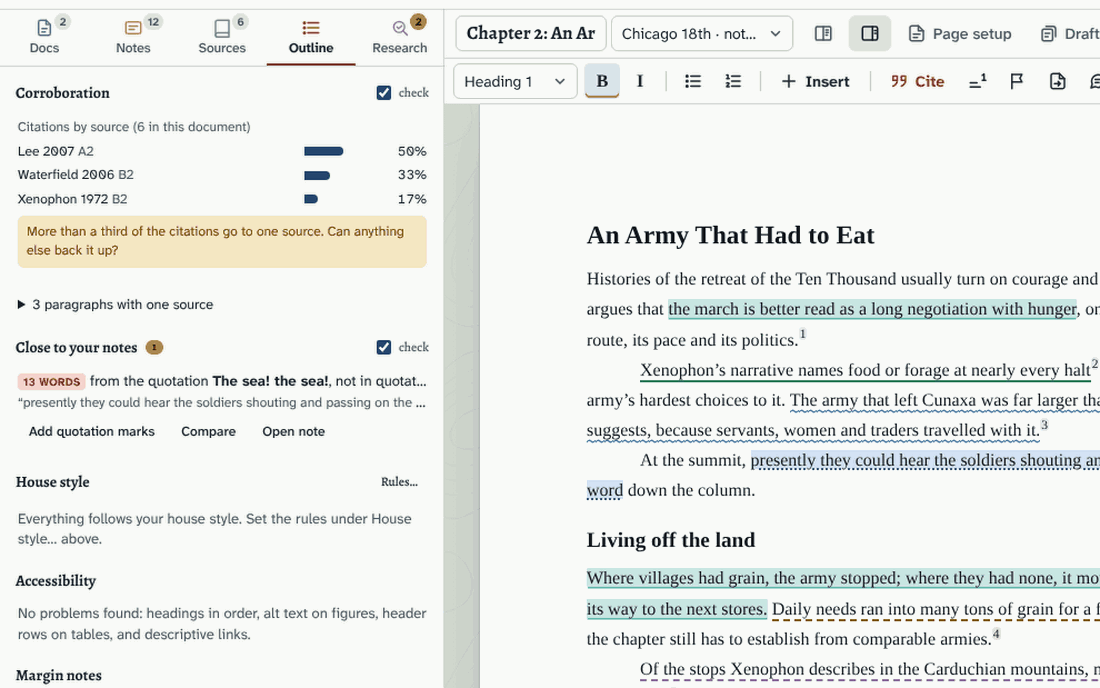 2 12 6 2
Docs Notes Sources Outline Research
Corroboration check
Citations by source (6 in this document)
Lee 2007 A2 50%
Waterfield 2006 B2 33%
Xenophon 1972 B2 17%
More than a third of the citations go to one source. Can anything
else back it up?
▶ 3 paragraphs with one source
Close to your notes 1 check
13 WORDS from the quotation The sea! the sea!, not in quotat...
“presently they could hear the soldiers shouting and passing on the ...
Add quotation marks Compare Open note
House style Rules...
Everything follows your house style. Set the rules under House
style... above.
Accessibility
No problems found: headings in order, alt text on figures, header
rows on tables, and descriptive links.
Margin notes
Chapter 2: An Ar Chicago 18th · not... Page setup Draft
Heading 1 B I Insert Cite
An Army That Had to Eat
Histories of the retreat of the Ten Thousand usually turn on courage and
argues that the march is better read as a long negotiation with hunger, on
route, its pace and its politics.1
Xenophon’s narrative names food or forage at nearly every halt2
army’s hardest choices to it. The army that left Cunaxa was far larger tha
suggests, because servants, women and traders travelled with it.3
At the summit, presently they could hear the soldiers shouting an
word down the column.
Living off the land
Where villages had grain, the army stopped; where they had none, it mo
its way to the next stores. Daily needs ran into many tons of grain for a f
the chapter still has to establish from comparable armies.4
Of the stops Xenophon describes in the Carduchian mountains, n